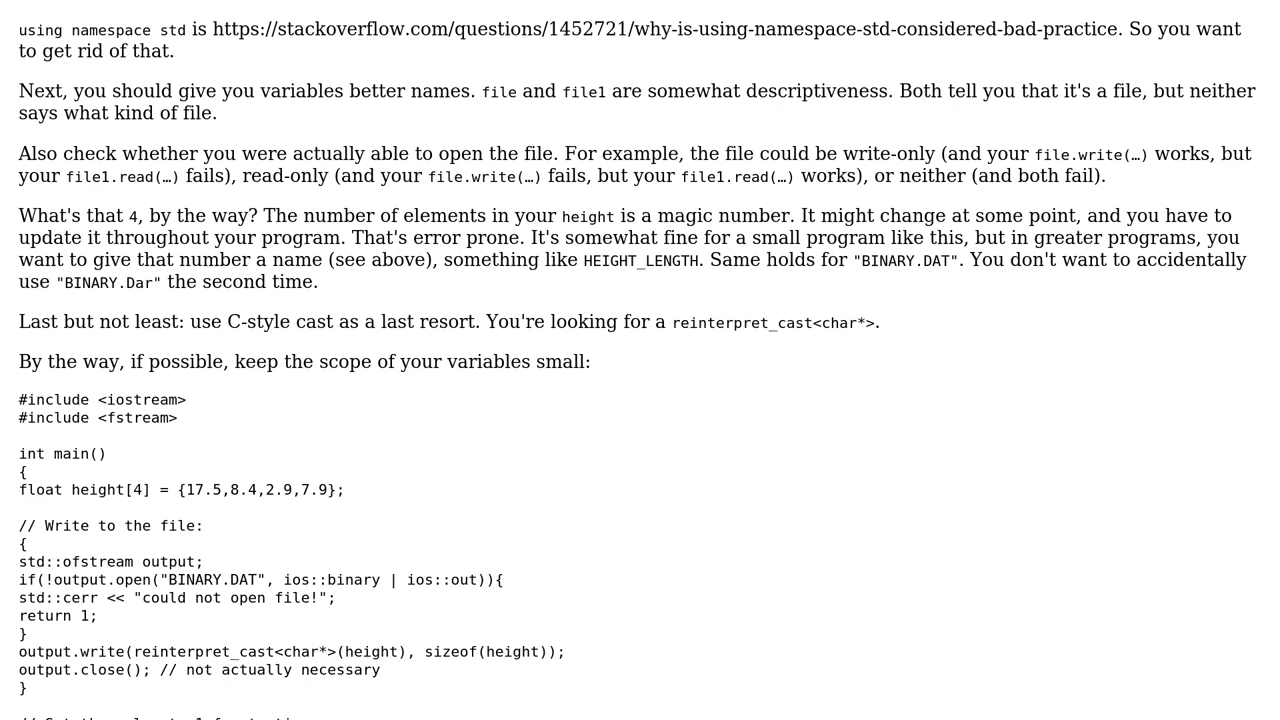 using namespace std is https://stackoverflow.com/questions/1452721/why-is-using-namespace-std-considered-bad-practice. So you want
to get rid of that.
Next, you should give you variables better names. file and file1 are somewhat descriptiveness. Both tell you that it's a file, but neither
says what kind of file.
Also check whether you were actually able to open the file. For example, the file could be write-only (and your file.write(…) works, but
your file1.read(…) fails), read-only (and your file.write(…) fails, but your file1.read(…) works), or neither (and both fail).
What's that 4, by the way? The number of elements in your height is a magic number. It might change at some point, and you have to
update it throughout your program. That's error prone. It's somewhat fine for a small program like this, but in greater programs, you
want to give that number a name (see above), something like HEIGHT_LENGTH. Same holds for "BINARY.DAT". You don't want to accidentally
use "BINARY.Dar" the second time.
Last but not least: use C-style cast as a last resort. You're looking for a reinterpret_cast<char*>.
By the way, if possible, keep the scope of your variables small:
#include <iostream>
#include <fstream>
int main()
{
float height[4] = {17.5,8.4,2.9,7.9};
// Write to the file:
{
std::ofstream output;
if(!output.open("BINARY.DAT", ios::binary | ios::out)){
std::cerr << "could not open file!";
return 1;
}
output.write(reinterpret_cast<char*>(height), sizeof(height));
output.close(); // not actually necessary
}